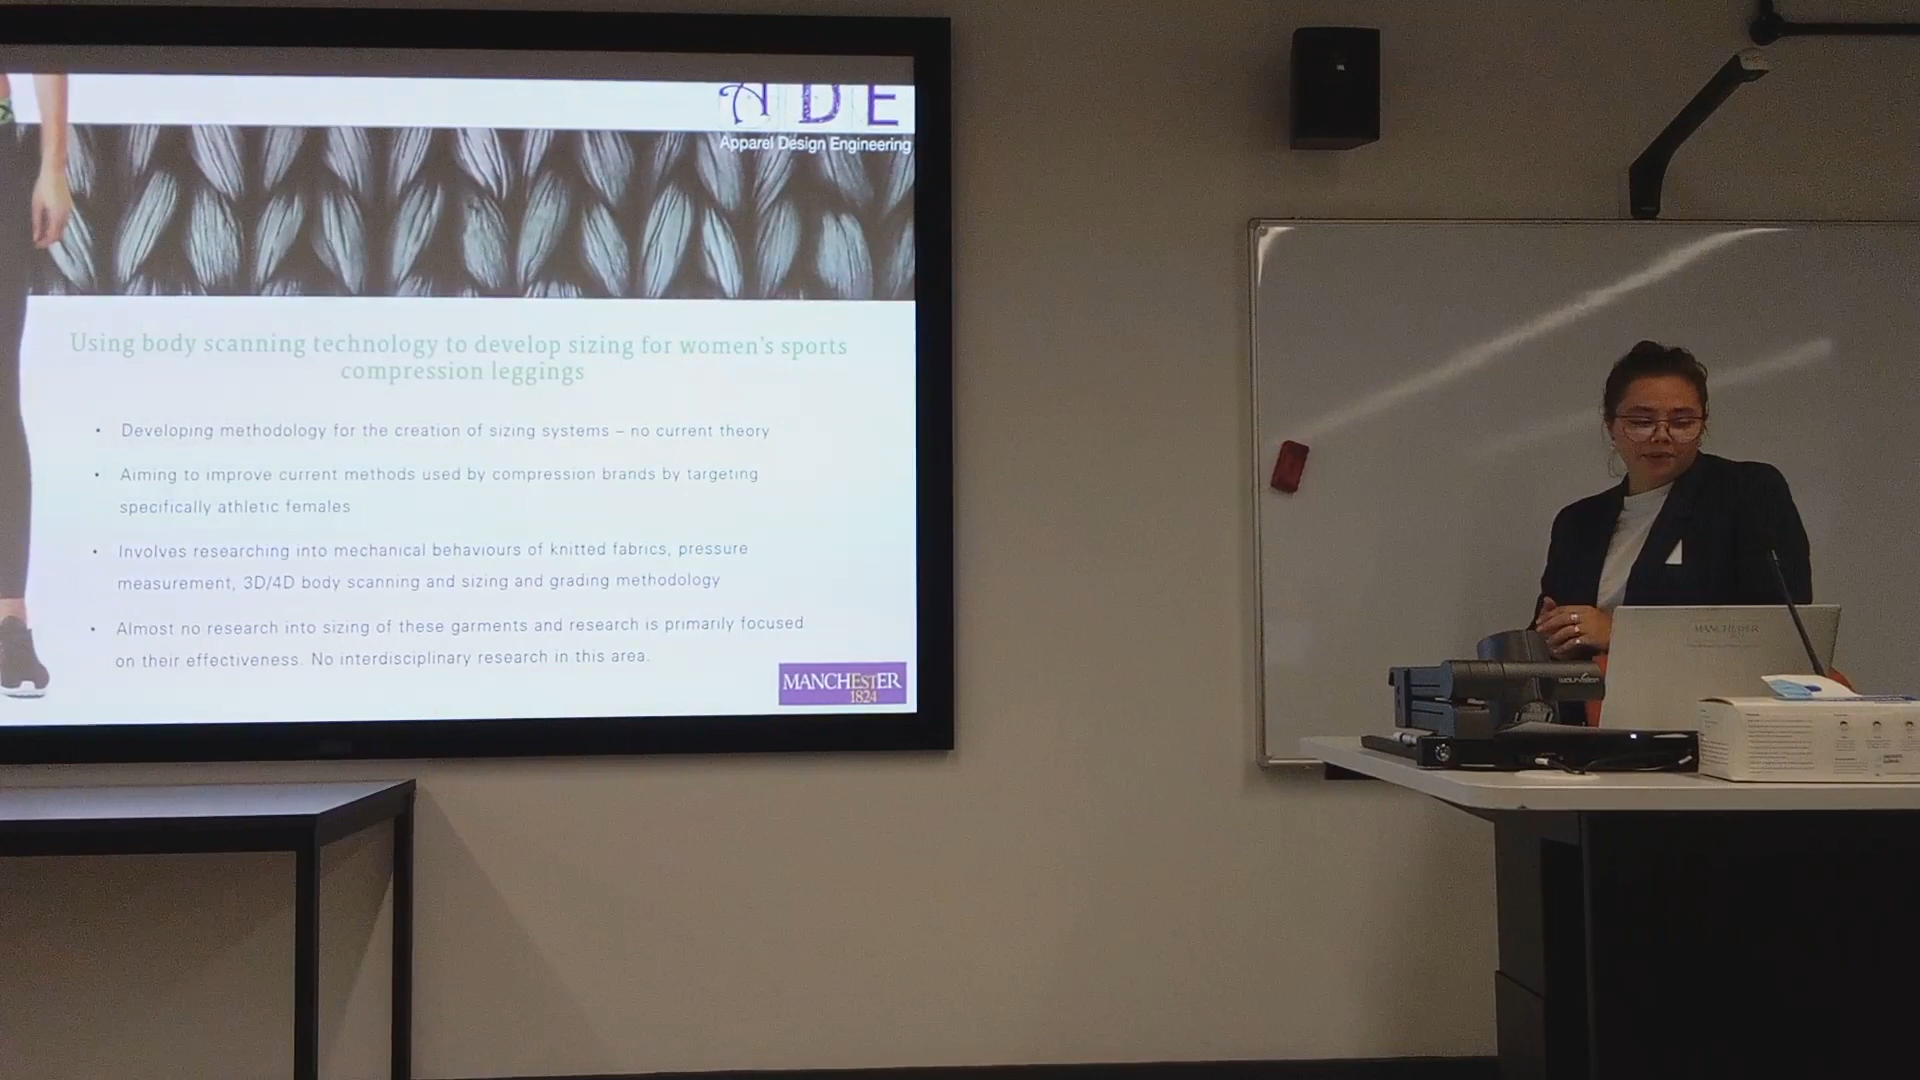 ADE
Apparel Design Engineering
Using body scanning technology to develop sizing for women's sports
compression leggings
• Developing methodology for the creation of sizing systems – no current theory
• Aiming to improve current methods used by compression brands by targeting
specifically athletic females
• Involves researching into mechanical behaviours of knitted fabrics, pressure
measurement, 3D/4D body scanning and sizing and grading methodology
• Almost no research into sizing of these garments and research is primarily focused
on their effectiveness. No interdisciplinary research in this area.
MANCHESTER
1824
MANCHESTER
WolfVision